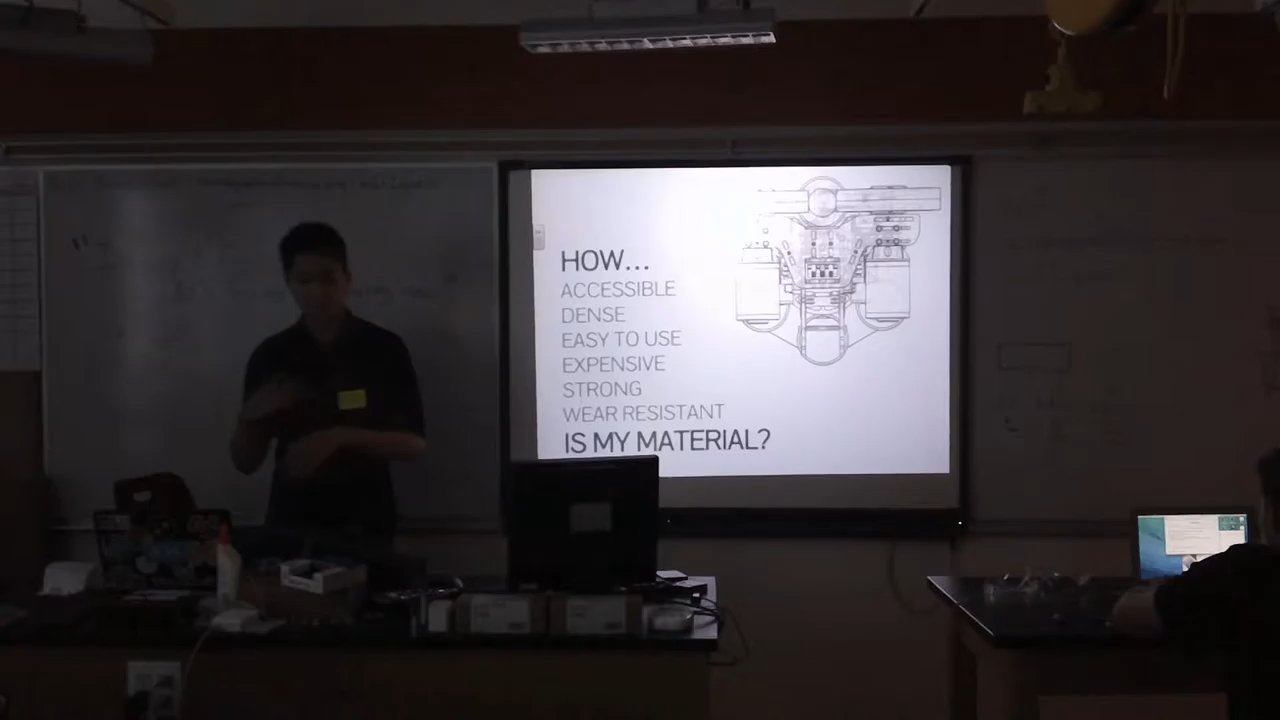 HOW...
ACCESSIBLE
DENSE
EASY TO USE
EXPENSIVE
STRONG
WEAR RESISTANT
IS MY MATERIAL?